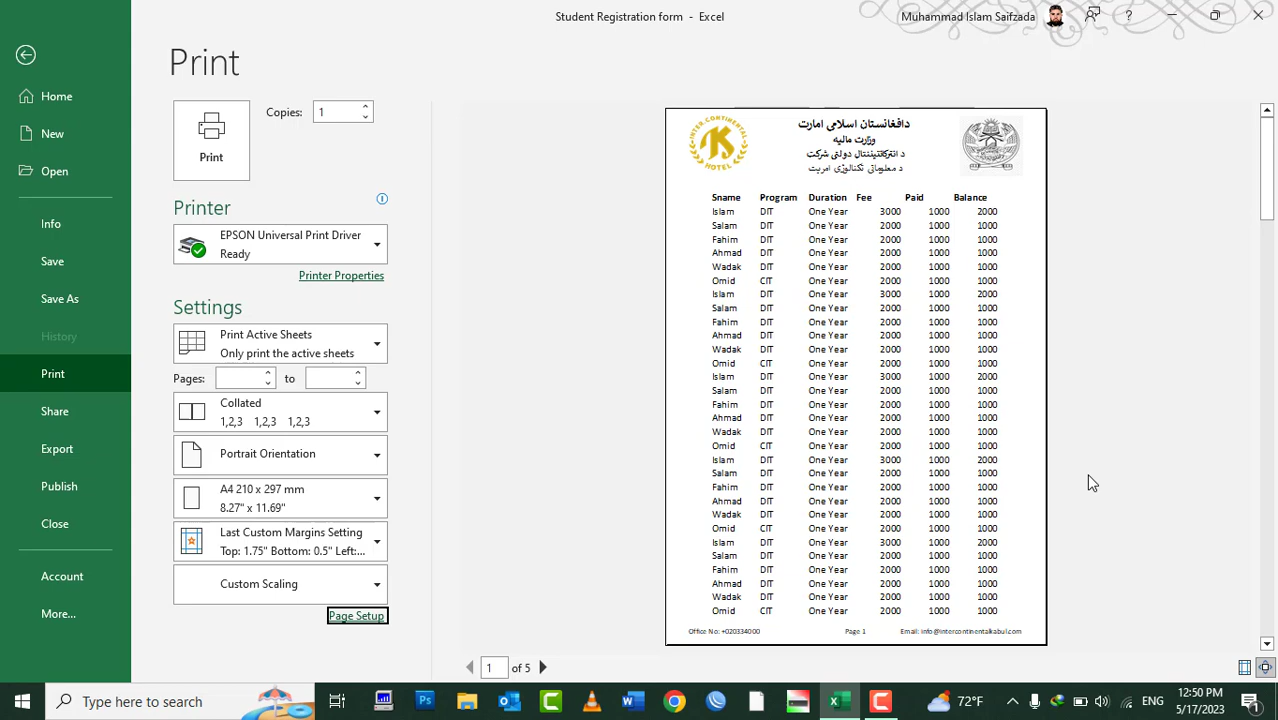 Student Registration form - Excel
Muhammad Islam Saifzada
?
Print
Home
New
Open
Info
Save
Save As
History
Print
Share
Export
Publish
Close
Account
More...
Print
Copies: 1
Printer
EPSON Universal Print Driver
Ready
Printer Properties
Settings
Print Active Sheets
Only print the active sheets
Pages: to
Collated
1,2,3 1,2,3 1,2,3
Portrait Orientation
A4 210 x 297 mm
8.27" x 11.69"
Last Custom Margins Setting
Top: 1.75" Bottom: 0.5" Left:...
Custom Scaling
Page Setup
INTER-CONTINENTAL
HOTEL
دافغانستان اسلامي امارت
وزارت مالیه
د انترکانتیننتال دولتی شرکت
د معلوماتي تکنالوژی امریت
Sname Program Duration Fee Paid Balance
Islam DIT One Year 3000 1000 2000
Salam DIT One Year 2000 1000 1000
Fahim DIT One Year 2000 1000 1000
Ahmad DIT One Year 2000 1000 1000
Wadak DIT One Year 2000 1000 1000
Omid CIT One Year 2000 1000 1000
Islam DIT One Year 3000 1000 2000
Salam DIT One Year 2000 1000 1000
Fahim DIT One Year 2000 1000 1000
Ahmad DIT One Year 2000 1000 1000
Wadak DIT One Year 2000 1000 1000
Omid CIT One Year 2000 1000 1000
Islam DIT One Year 3000 1000 2000
Salam DIT One Year 2000 1000 1000
Fahim DIT One Year 2000 1000 1000
Ahmad DIT One Year 2000 1000 1000
Wadak DIT One Year 2000 1000 1000
Omid CIT One Year 2000 1000 1000
Islam DIT One Year 3000 1000 2000
Salam DIT One Year 2000 1000 1000
Fahim DIT One Year 2000 1000 1000
Ahmad DIT One Year 2000 1000 1000
Wadak DIT One Year 2000 1000 1000
Omid CIT One Year 2000 1000 1000
Islam DIT One Year 3000 1000 2000
Salam DIT One Year 2000 1000 1000
Fahim DIT One Year 2000 1000 1000
Ahmad DIT One Year 2000 1000 1000
Wadak DIT One Year 2000 1000 1000
Omid CIT One Year 2000 1000 1000
Office No: +020334000 Page 1 Email: info@intercontinentalkabul.com
1 of 5
Type here to search
72°F
ENG
12:50 PM
5/17/2023